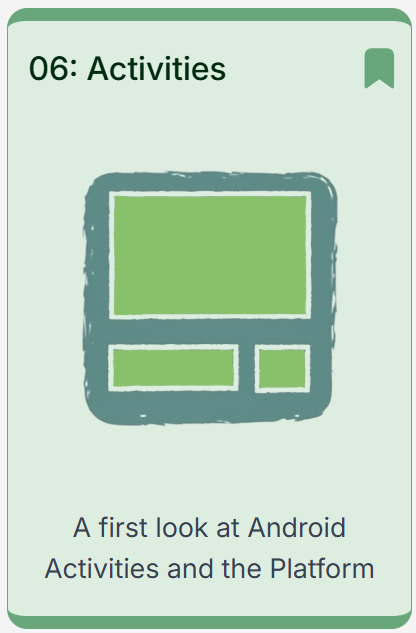 06: Activities
A first look at Android
Activities and the Platform